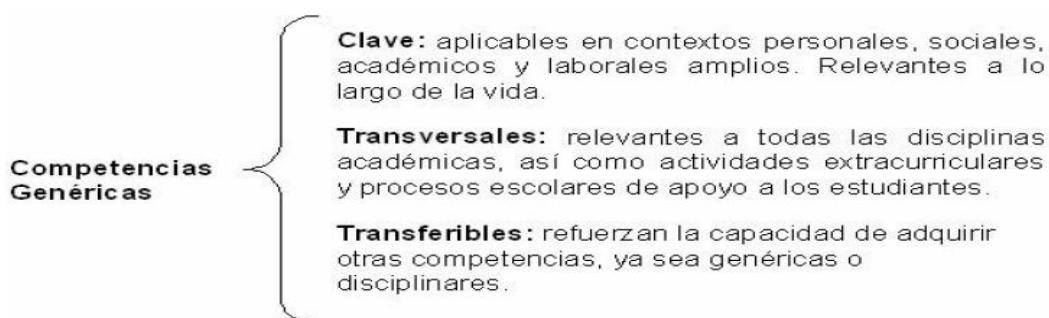 Competencias
Genéricas
Clave: aplicables en contextos personales, sociales,
académicos y laborales amplios. Relevantes a lo
largo de la vida.
Transversales: relevantes a todas las disciplinas
académicas, así como actividades extracurriculares
y procesos escolares de apoyo a los estudiantes.
Transferibles: refuerzan la capacidad de adquirir
otras competencias, ya sea genéricas o
disciplinares.